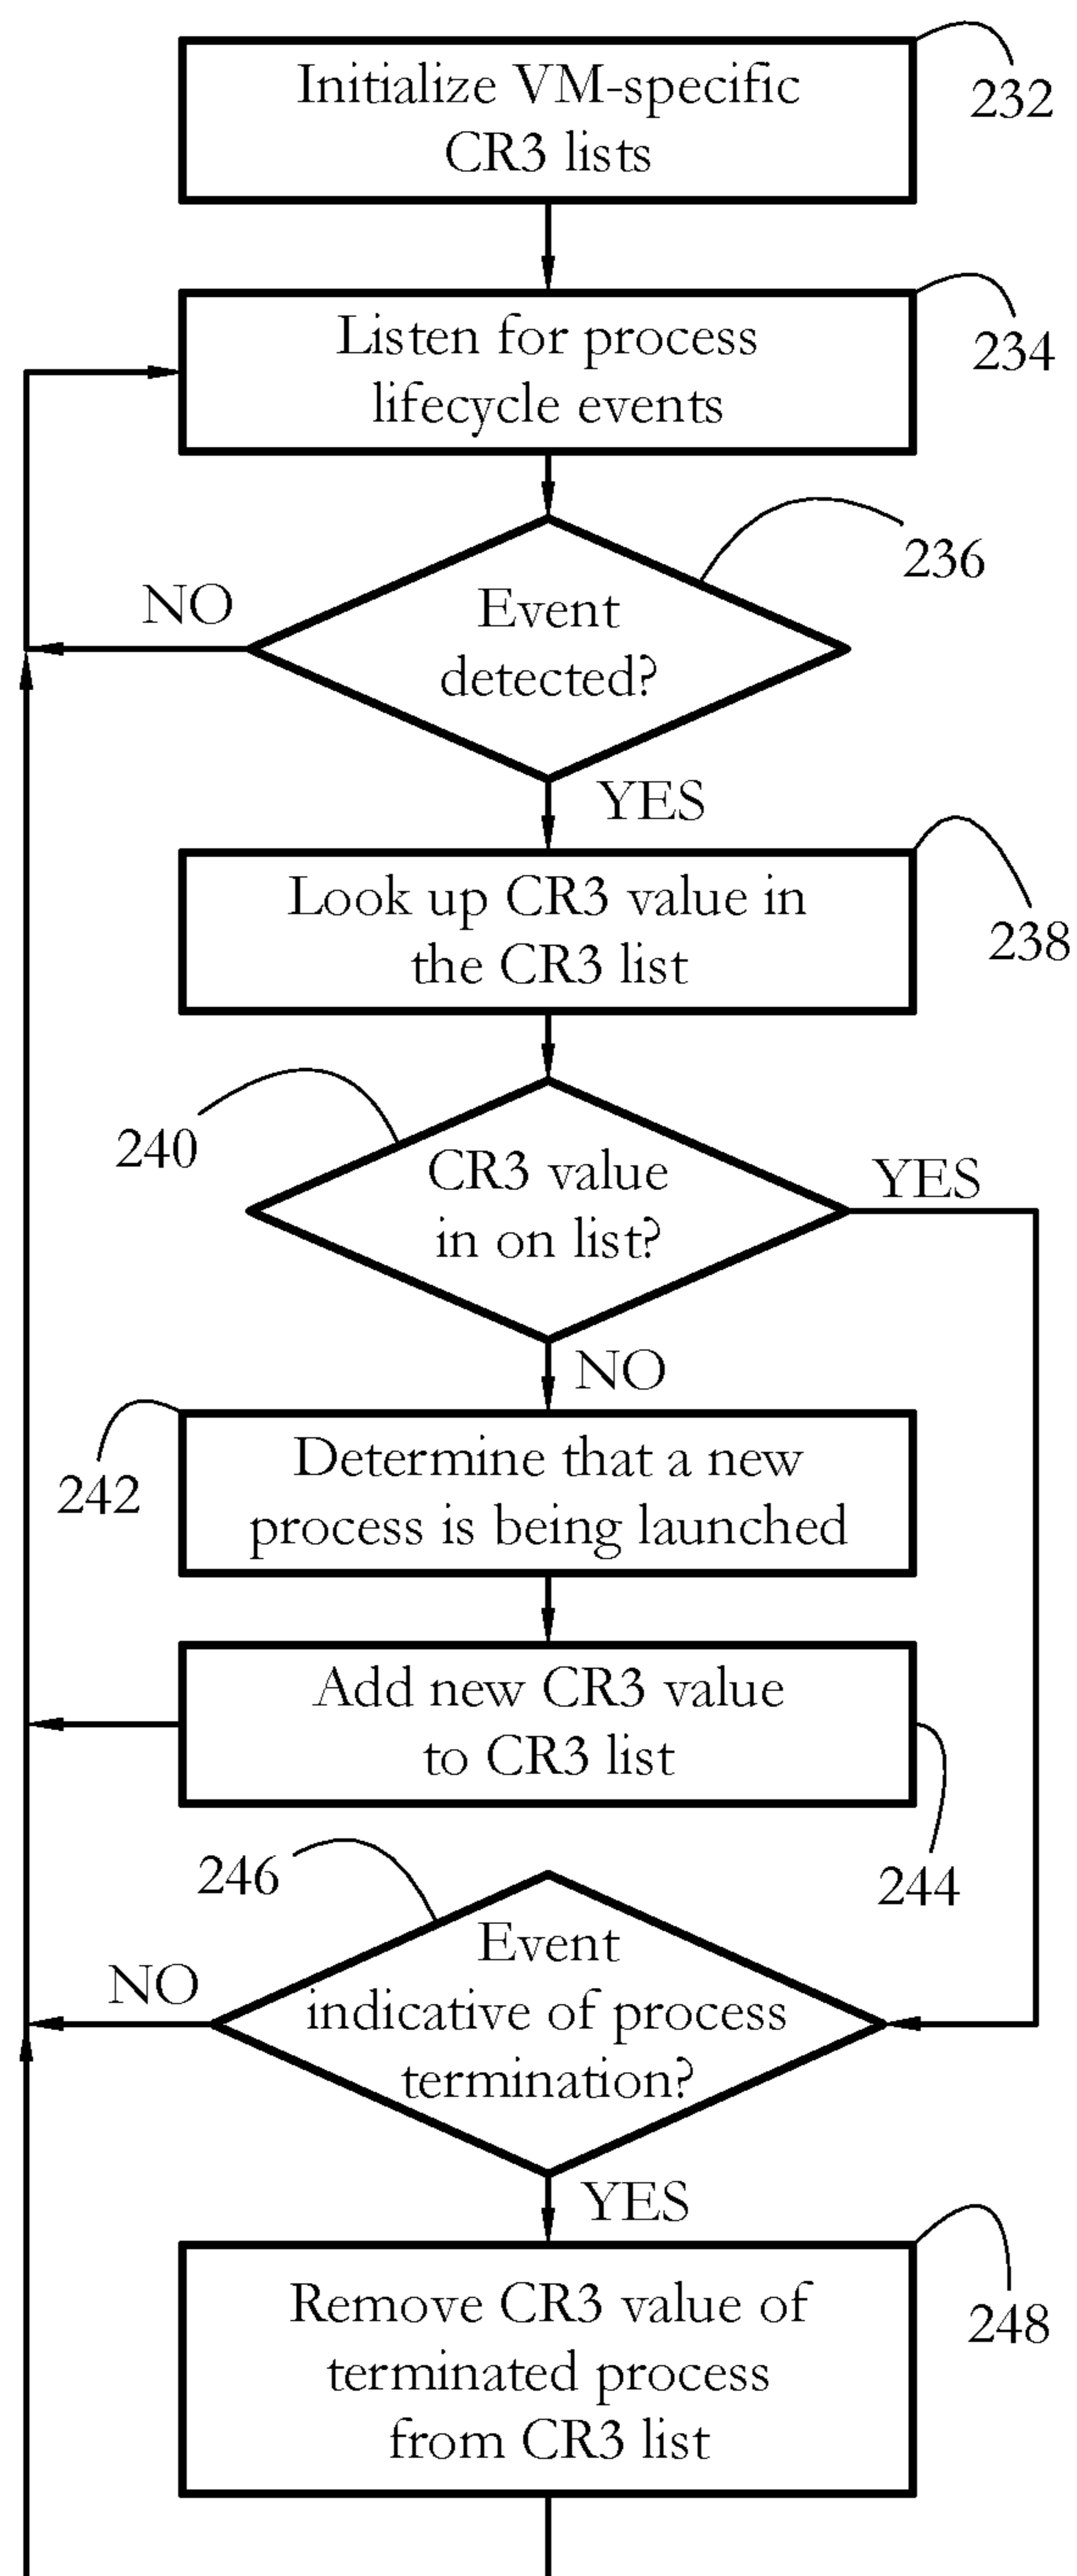 Initialize VM-specific
CR3 lists
232
Listen for process
lifecycle events
234
236
Event
detected?
NO
YES
Look up CR3 value in
the CR3 list
238
240
CR3 value
in on list?
YES
NO
242
Determine that a new
process is being launched
Add new CR3 value
to CR3 list
244
246
Event
indicative of process
termination?
NO
YES
Remove CR3 value of
terminated process
from CR3 list
248